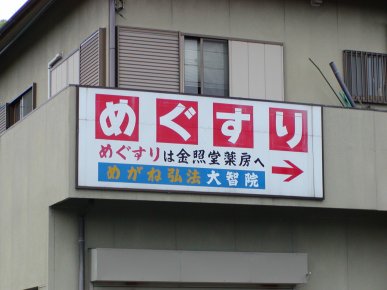 めぐすり
めぐすりは金照堂薬房へ
めがね弘法大智院